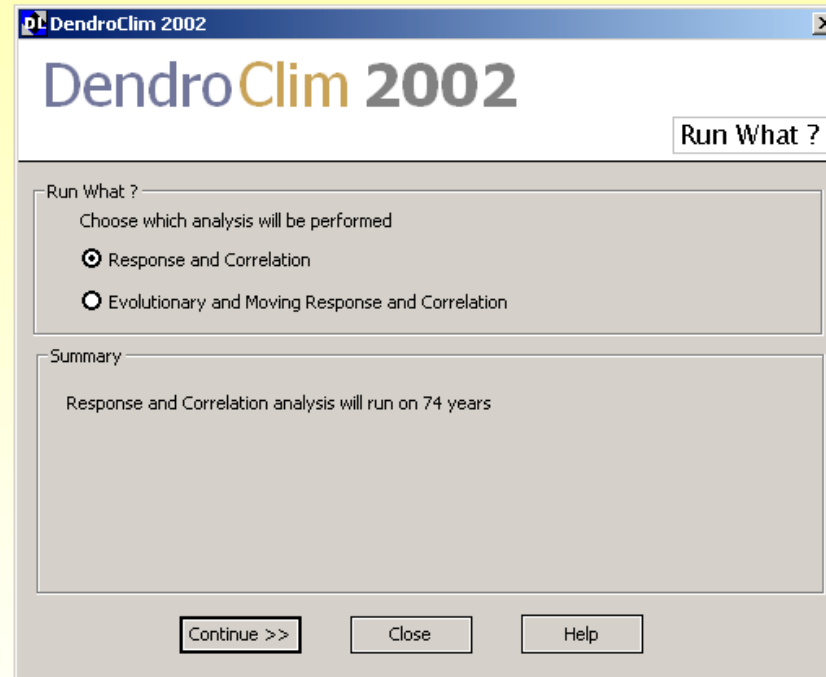 DendroClim 2002
DendroClim 2002
Run What ?
Run What ?
Choose which analysis will be performed
Response and Correlation
Evolutionary and Moving Response and Correlation
Summary
Response and Correlation analysis will run on 74 years
Continue >> Close Help